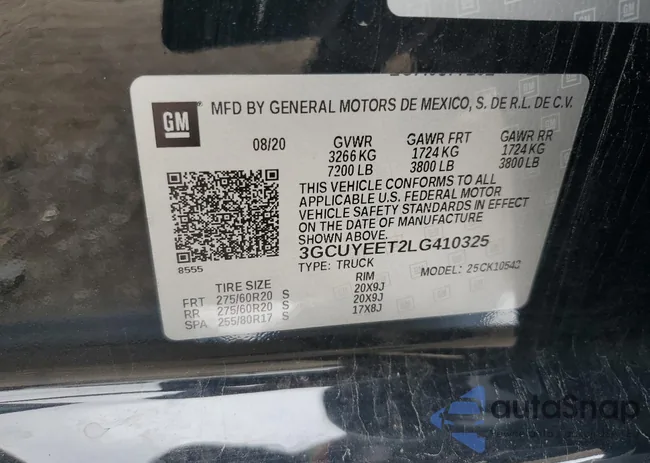 GM
MFD BY GENERAL MOTORS DE MEXICO, S. DE R.L. DE C.V.
08/20 GVWR GAWR FRT GAWR RR
3266 KG 1724 KG 1724 KG
7200 LB 3800 LB 3800 LB
THIS VEHICLE CONFORMS TO ALL
APPLICABLE U.S. FEDERAL MOTOR
VEHICLE SAFETY STANDARDS IN EFFECT
ON THE DATE OF MANUFACTURE
SHOWN ABOVE.
3GCUYEET2LG410325
8555
TYPE: TRUCK MODEL: 25CK10543
TIRE SIZE RIM
FRT 275/60R20 S 20X9J
RR 275/60R20 S 20X9J
SPA 255/80R17 S 17X8J
autoSnap